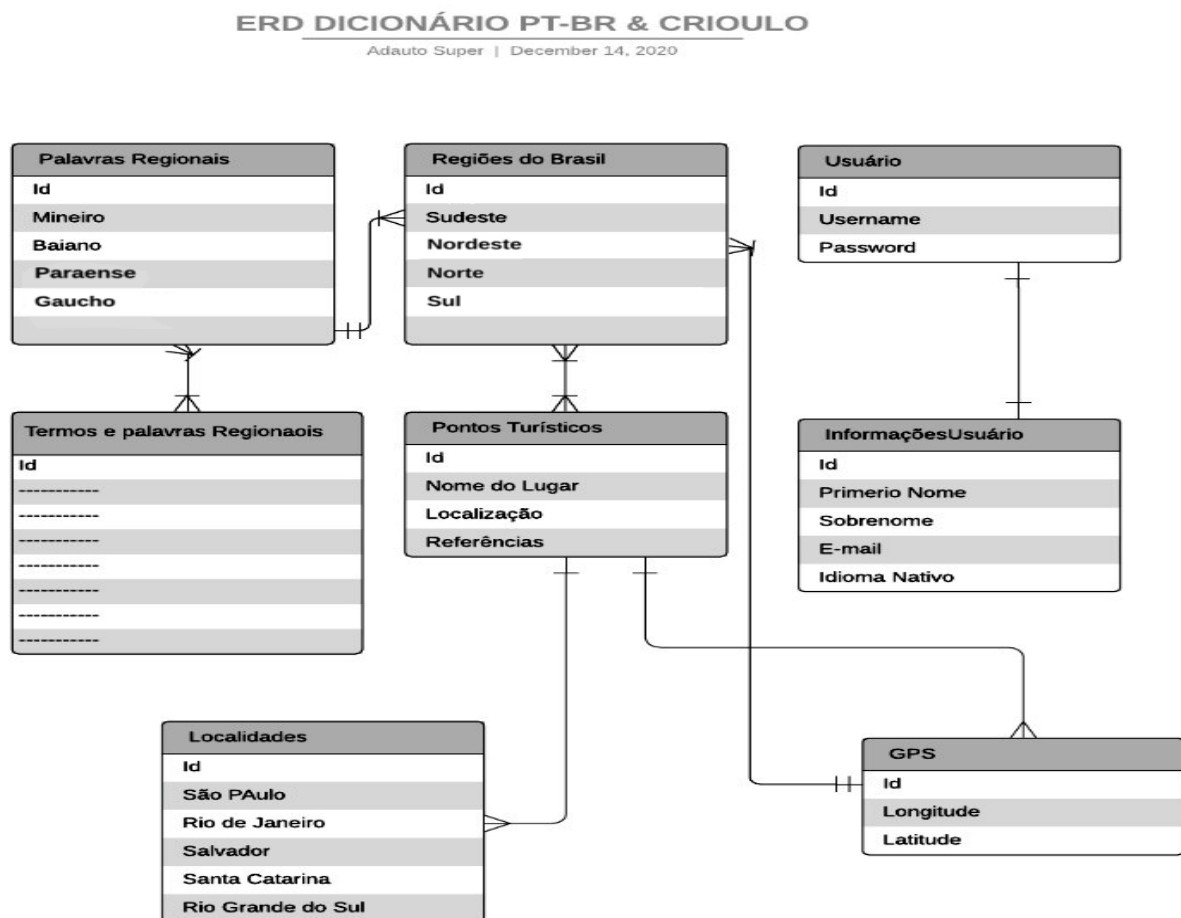 ERD DICIONÁRIO PT-BR & CRIOULO
Adauto Super | December 14, 2020
Palavras Regionais
Id
Mineiro
Baiano
Paraense
Gaucho
Regiões do Brasil
Id
Sudeste
Nordeste
Norte
Sul
Usuário
Id
Username
Password
Termos e palavras Regionaois
Id
-----------
-----------
-----------
-----------
-----------
-----------
-----------
Pontos Turísticos
Id
Nome do Lugar
Localização
Referências
InformaçõesUsuário
Id
Primerio Nome
Sobrenome
E-mail
Idioma Nativo
Localidades
Id
São PAulo
Rio de Janeiro
Salvador
Santa Catarina
Rio Grande do Sul
GPS
Id
Longitude
Latitude